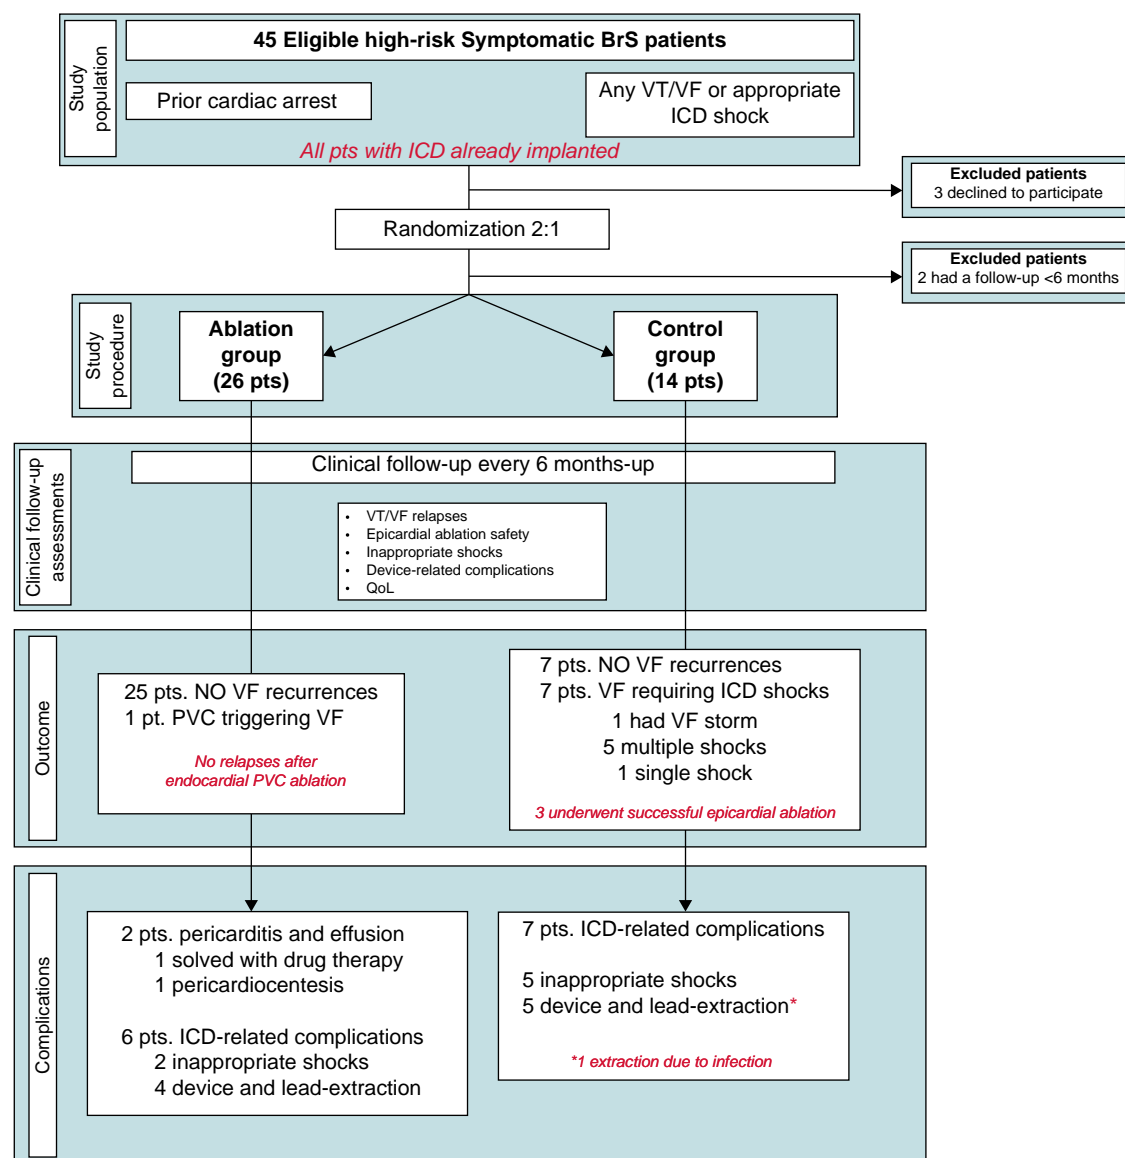 Study
population
45 Eligible high-risk Symptomatic BrS patients
Prior cardiac arrest
Any VT/VF or appropriate
ICD shock
All pts with ICD already implanted
Excluded patients
3 declined to participate
Randomization 2:1
Excluded patients
2 had a follow-up <6 months
Study
procedure
Ablation
group
(26 pts)
Control
group
(14 pts)
Clinical follow-up
assessments
Clinical follow-up every 6 months-up
• VT/VF relapses
• Epicardial ablation safety
• Inappropriate shocks
• Device-related complications
• QoL
Outcome
25 pts. NO VF recurrences
1 pt. PVC triggering VF
No relapses after
endocardial PVC ablation
7 pts. NO VF recurrences
7 pts. VF requiring ICD shocks
1 had VF storm
5 multiple shocks
1 single shock
3 underwent successful epicardial ablation
Complications
2 pts. pericarditis and effusion
1 solved with drug therapy
1 pericardiocentesis
6 pts. ICD-related complications
2 inappropriate shocks
4 device and lead-extraction
7 pts. ICD-related complications
5 inappropriate shocks
5 device and lead-extraction*
*1 extraction due to infection